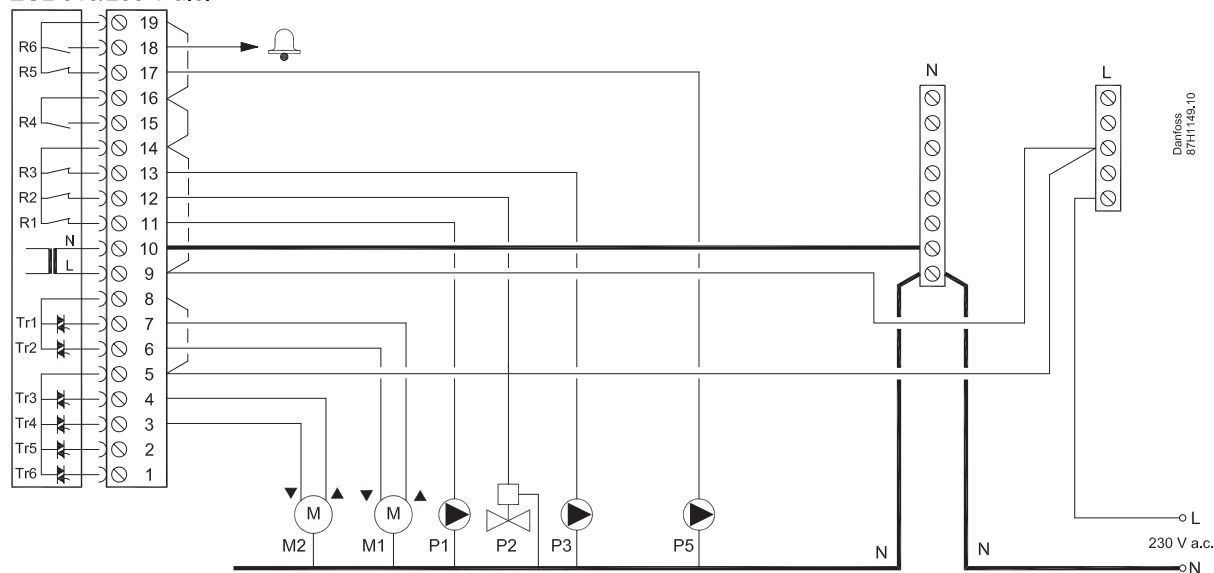 19
R6 18
R5 17
16
R4 15
14
R3 13
R2 12
R1 11
N 10
L 9
8
Tr1 7
Tr2 6
5
Tr3 4
Tr4 3
Tr5 2
Tr6 1
N
L
Danfoss
87H1149.10
M M
M2 M1 P1 P2 P3 P5
N N
L
230 V a.c.
N